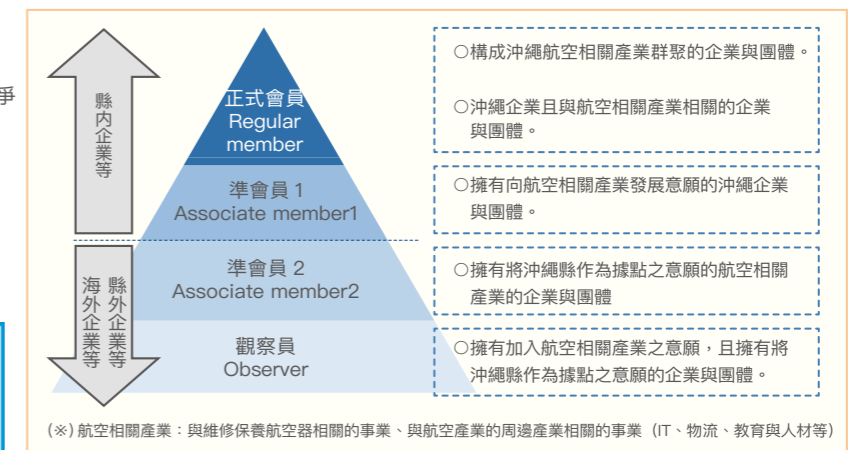 爭
縣内企業等
海外企業等
縣外企業等
正式會員
Regular
member
○構成沖繩航空相關產業群聚的企業與團體。
○沖繩企業且與航空相關產業相關的企業
與團體。
準會員 1
Associate member1
○擁有向航空相關產業發展意願的沖繩企業
與團體。
準會員 2
Associate member2
○擁有將沖繩縣作為據點之意願的航空相關
產業的企業與團體
觀察員
Observer
○擁有加入航空相關產業之意願，且擁有將
沖繩縣作為據點之意願的企業與團體。
(※) 航空相關產業：與維修保養航空器相關的事業、與航空產業的周邊產業相關的事業（IT、物流、教育與人材等）